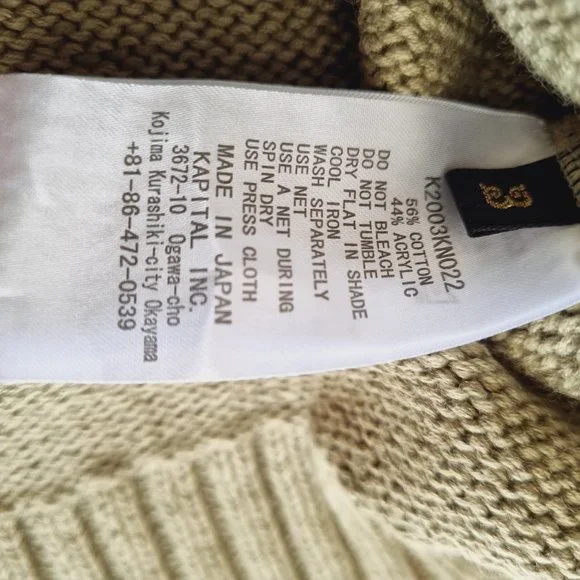 K2003KN022
56% COTTON
44% ACRYLIC
DO NOT BLEACH
DO NOT TUMBLE
DRY FLAT IN SHADE
COOL IRON
WASH SEPARATELY
USE NET
USE A NET DURING
SPIN DRY
USE PRESS CLOTH
MADE IN JAPAN
KAPITAL INC.
3672-10 Ogawa-cho
Kojima Kurashiki-city Okayama
+81-86-472-0539